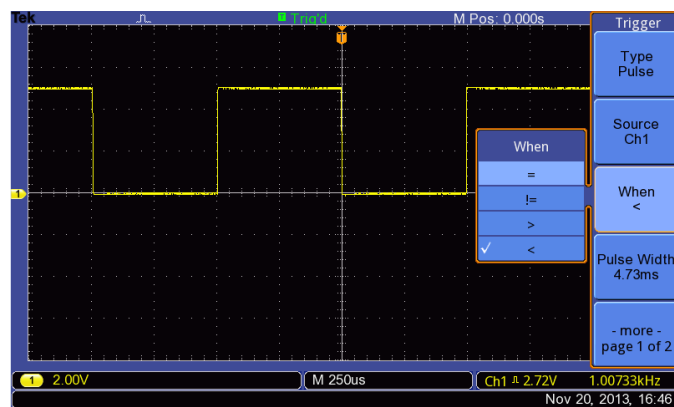 Tek
T Trig'd
M Pos: 0.000s
T
1
Trigger
Type
Pulse
Source
Ch1
When
<
Pulse Width
4.73ms
- more -
page 1 of 2
When
=
!=
>
✓ <
1 2.00V
M 250us
Ch1 2.72V 1.00733kHz
Nov 20, 2013, 16:46